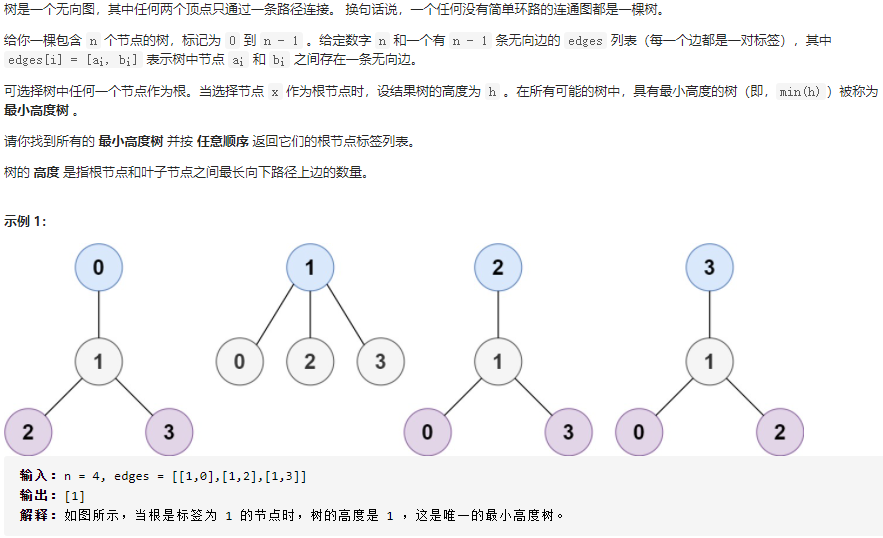 树是一个无向图，其中任何两个顶点只通过一条路径连接。 换句话说，一个任何没有简单环路的连通图都是一棵树。
给你一棵包含 n 个节点的树，标记为 0 到 n - 1 。给定数字 n 和一个有 n - 1 条无向边的 edges 列表（每一个边都是一对标签），其中
edges[i] = [aᵢ, bᵢ] 表示树中节点 aᵢ 和 bᵢ 之间存在一条无向边。
可选择树中任何一个节点作为根。当选择节点 x 作为根节点时，设结果树的高度为 h 。在所有可能的树中，具有最小高度的树（即，min(h) ）被称为
最小高度树 。
请你找到所有的 最小高度树 并按 任意顺序 返回它们的根节点标签列表。
树的 高度 是指根节点和叶子节点之间最长向下路径上边的数量。
示例 1：
0 1 2 3
1 0 2 3 1 1
2 3 0 3 0 2
输入：n = 4, edges = [[1,0],[1,2],[1,3]]
输出：[1]
解释：如图所示，当根是标签为 1 的节点时，树的高度是 1 ，这是唯一的最小高度树。